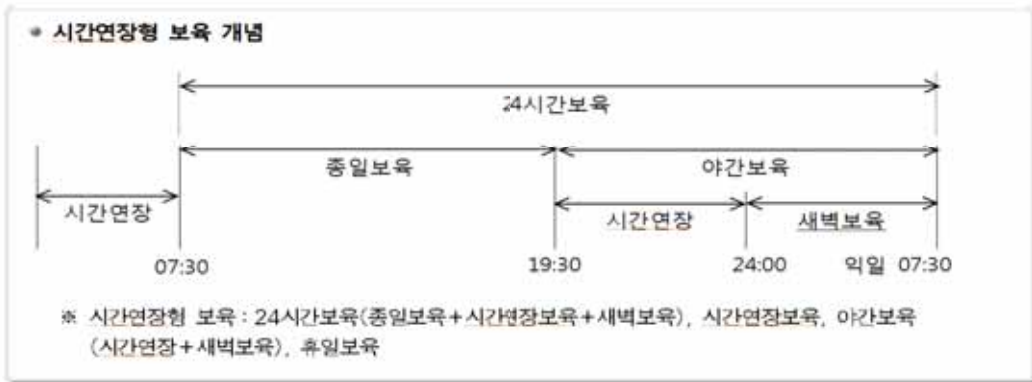 시간연장형 보육 개념
24시간보육
종일보육 야간보육
시간연장 시간연장 새벽보육
07:30 19:30 24:00 익일 07:30
※ 시간연장형 보육 : 24시간보육(종일보육+시간연장보육+새벽보육), 시간연장보육, 야간보육
(시간연장+새벽보육), 휴일보육